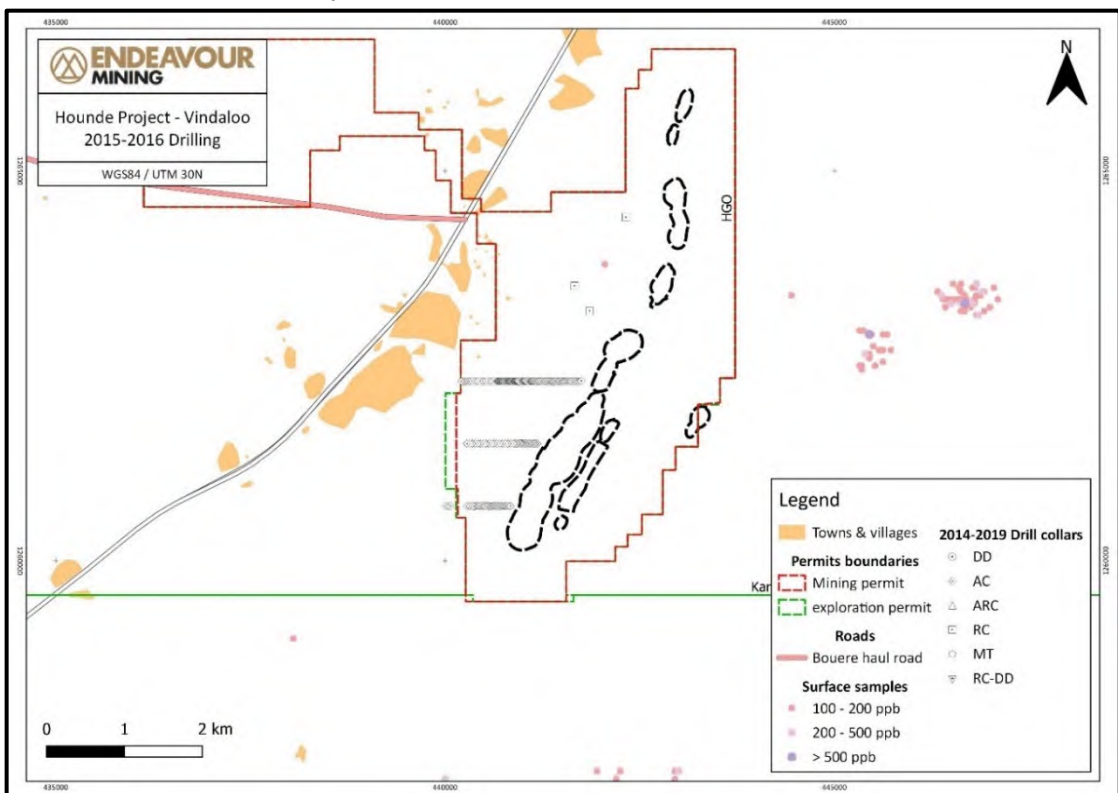 435000
440000
445000
ENDEAVOUR
MINING
Hounde Project - Vindaloo
2015-2016 Drilling
WGS84 / UTM 30N
N
1265000
1265000
HGO
1260000
1260000
Kar
Legend
Towns & villages
Permits boundaries
Mining permit
exploration permit
Roads
Bouere haul road
Surface samples
100 - 200 ppb
200 - 500 ppb
> 500 ppb
2014-2019 Drill collars
DD
AC
ARC
RC
MT
RC-DD
0 1 2 km
435000
440000
445000